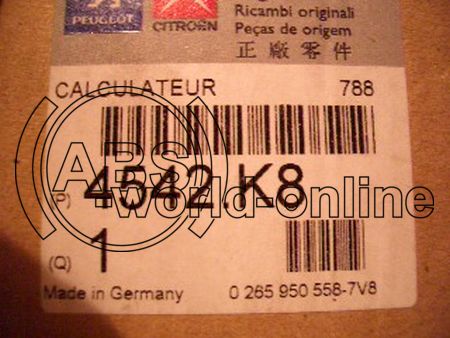 PEUGEOT
CITROËN
Ricambi originali
Peças de origem
正廠零件
CALCULATEUR 788
(P) 4542.K8
ABS
world-online
(Q) 1
Made in Germany 0 265 950 558-7V8